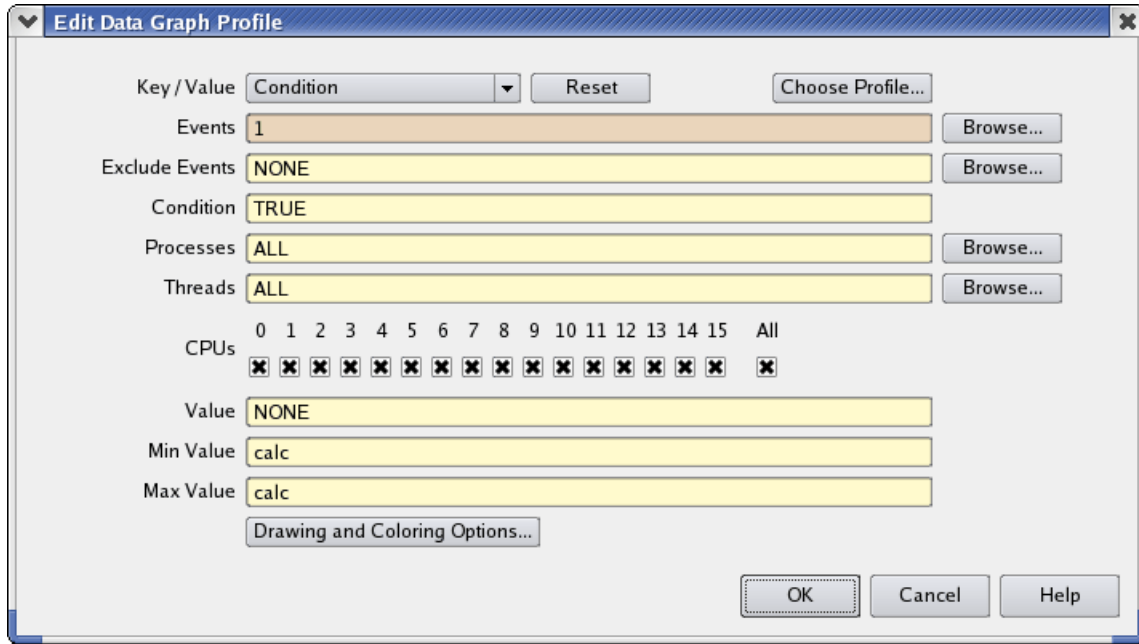 Edit Data Graph Profile
Key / Value Condition Reset Choose Profile...
Events 1 Browse...
Exclude Events NONE Browse...
Condition TRUE
Processes ALL Browse...
Threads ALL Browse...
0 1 2 3 4 5 6 7 8 9 10 11 12 13 14 15 All
CPUs
Value NONE
Min Value calc
Max Value calc
Drawing and Coloring Options...
OK Cancel Help